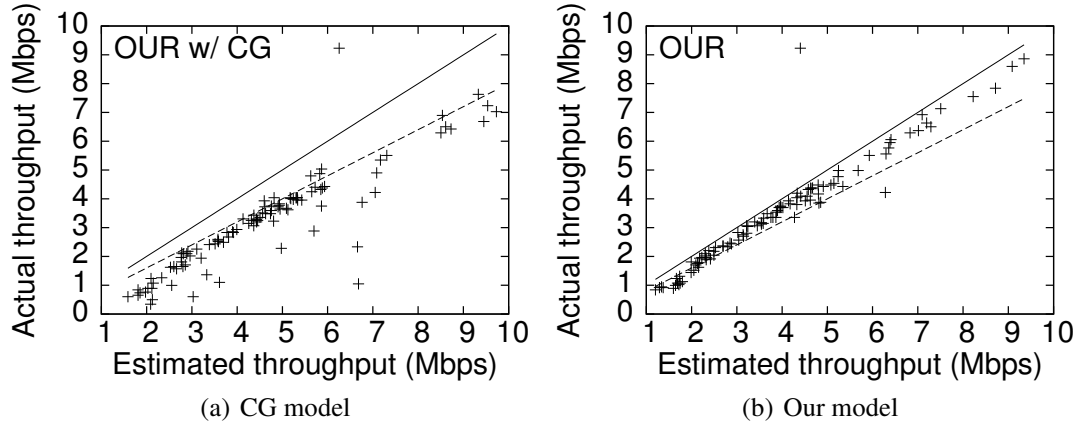 OUR w/ CG
Actual throughput (Mbps)
10
9
8
7
6
5
4
3
2
1
0
1 2 3 4 5 6 7 8 9 10
Estimated throughput (Mbps)
(a) CG model
OUR
Actual throughput (Mbps)
10
9
8
7
6
5
4
3
2
1
0
1 2 3 4 5 6 7 8 9 10
Estimated throughput (Mbps)
(b) Our model